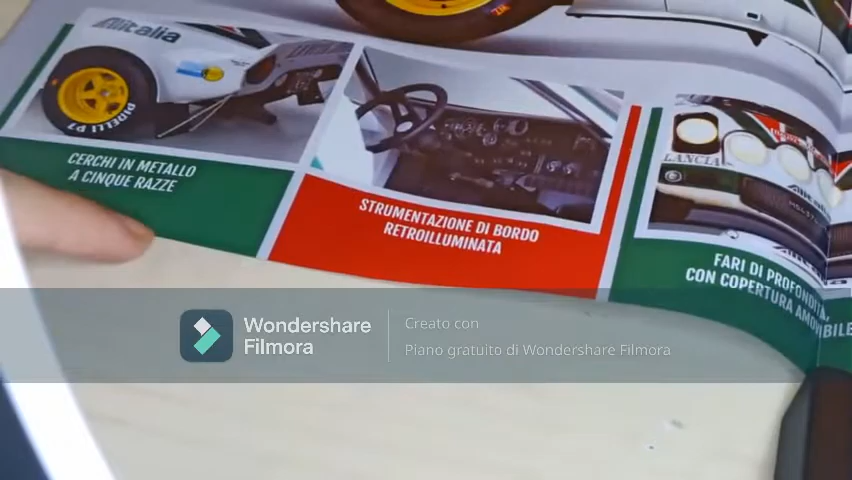 Alitalia
PIRELLI P7
LANCIA
CERCHI IN METALLO
A CINQUE RAZZE
STRUMENTAZIONE DI BORDO
RETROILLUMINATA
FARI DI PROFONDITÀ,
CON COPERTURA AMOVIBILE
Wondershare
Filmora
Creato con
Piano gratuito di Wondershare Filmora